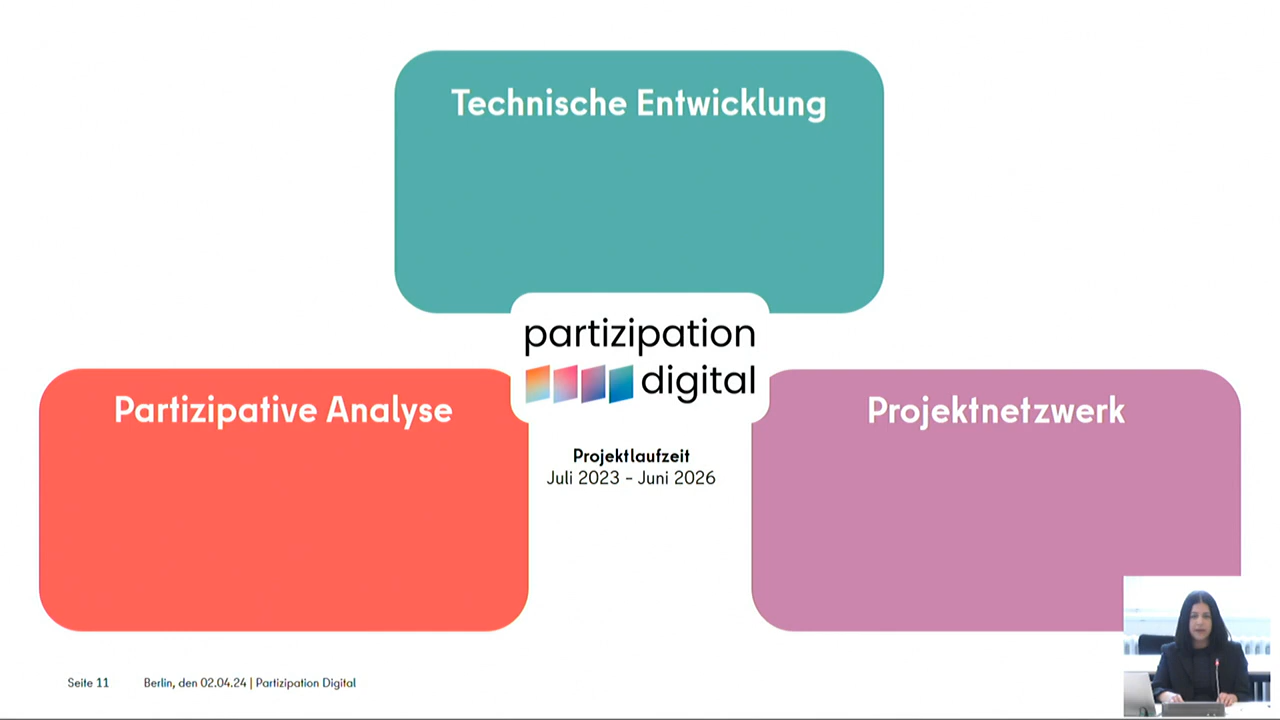 Technische Entwicklung
partizipation
digital
Partizipative Analyse
Projektnetzwerk
Projektlaufzeit
Juli 2023 – Juni 2026
Seite 11
Berlin, den 02.04.24 | Partizipation Digital